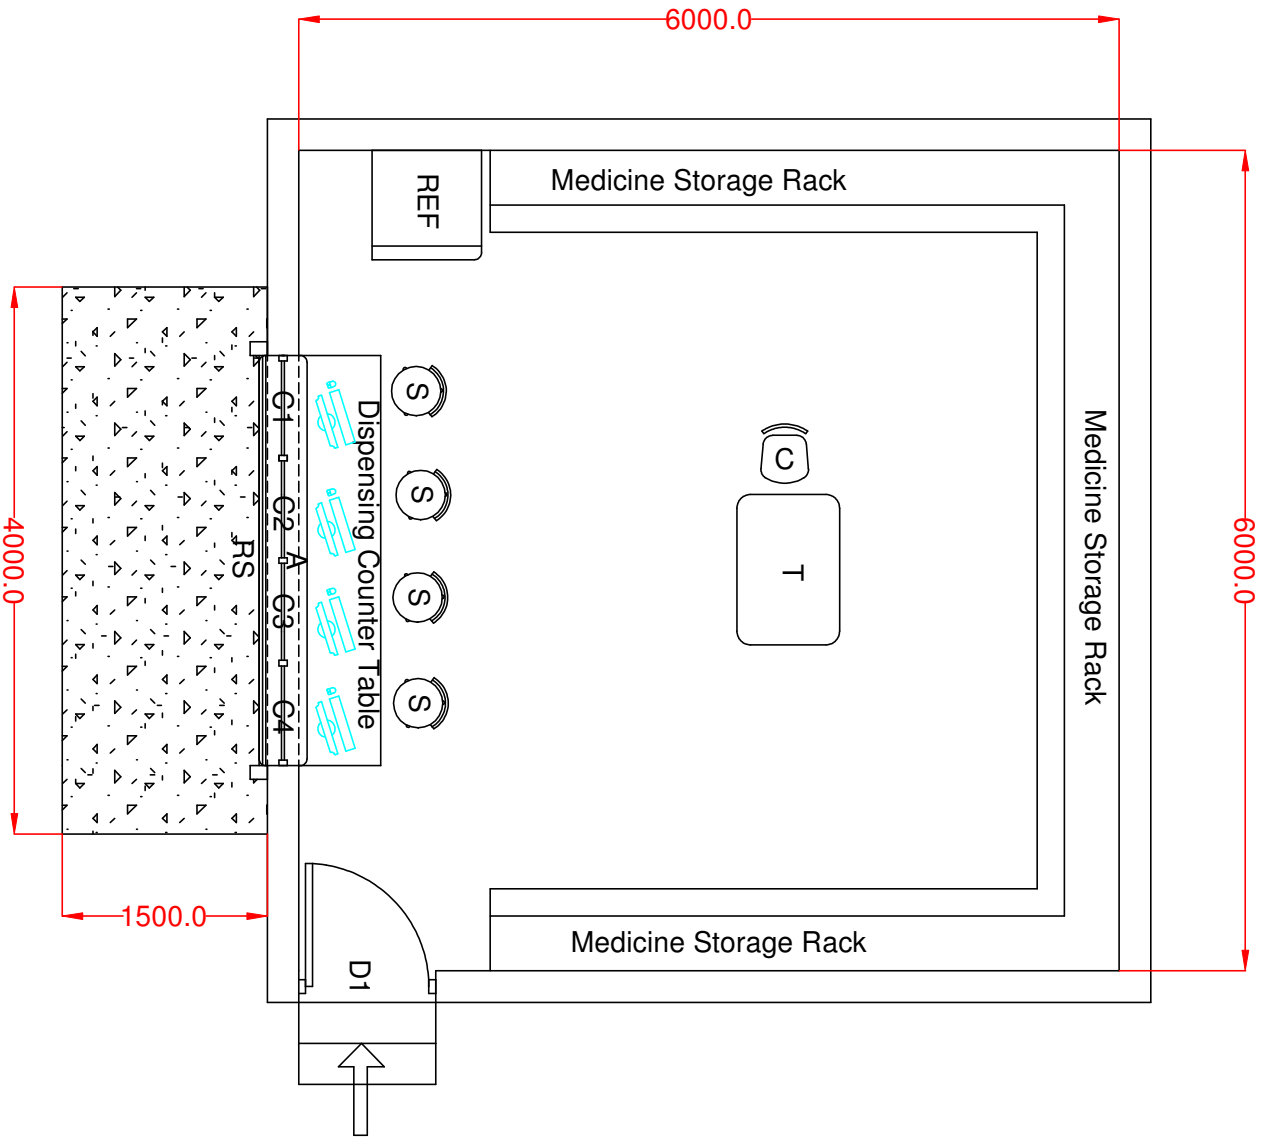 6000.0
Medicine Storage Rack
REF
Medicine Storage Rack
6000.0
4000.0
1500.0
RS
C1
C2
A
C3
C4
Dispensing Counter Table
S
S
S
S
C
T
Medicine Storage Rack
D1